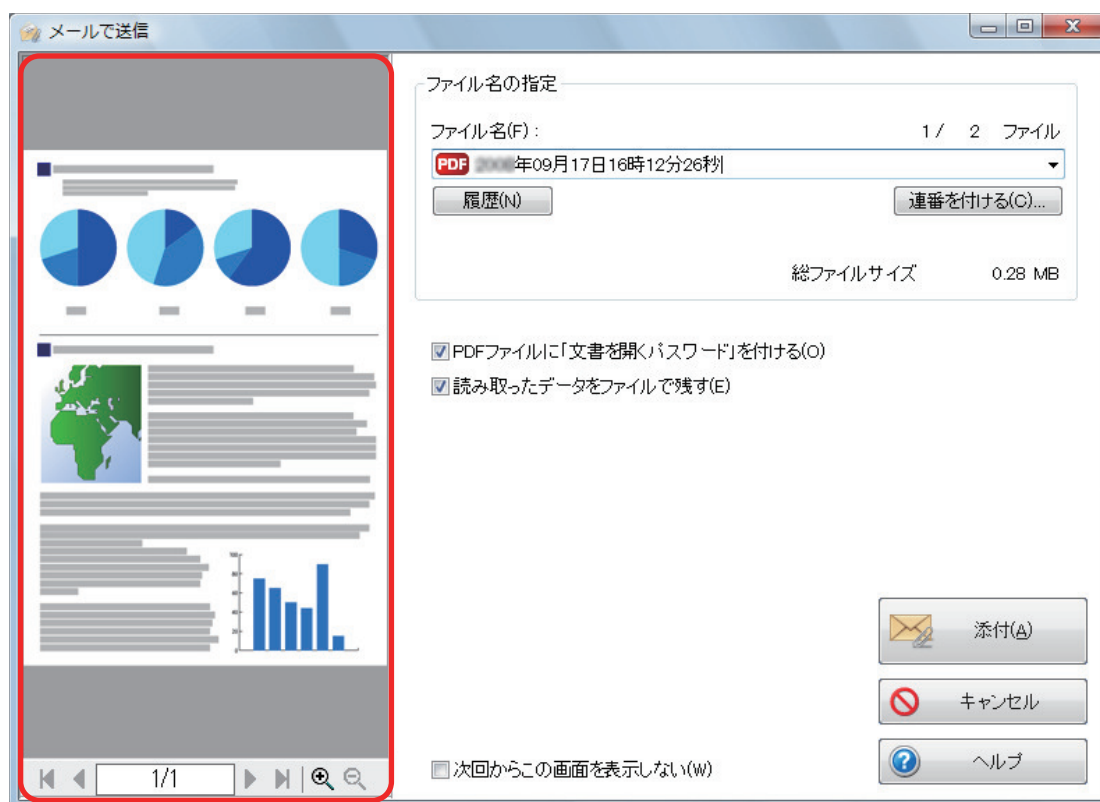 メールで送信
ファイル名の指定
ファイル名(F) : 1 / 2 ファイル
PDF 年09月17日16時12分26秒
履歴(N) 連番を付ける(C)...
総ファイルサイズ 0.28 MB
PDFファイルに「文書を開くパスワード」を付ける(O)
読み取ったデータをファイルで残す(E)
添付(A)
キャンセル
次回からこの画面を表示しない(W)
ヘルプ
1/1